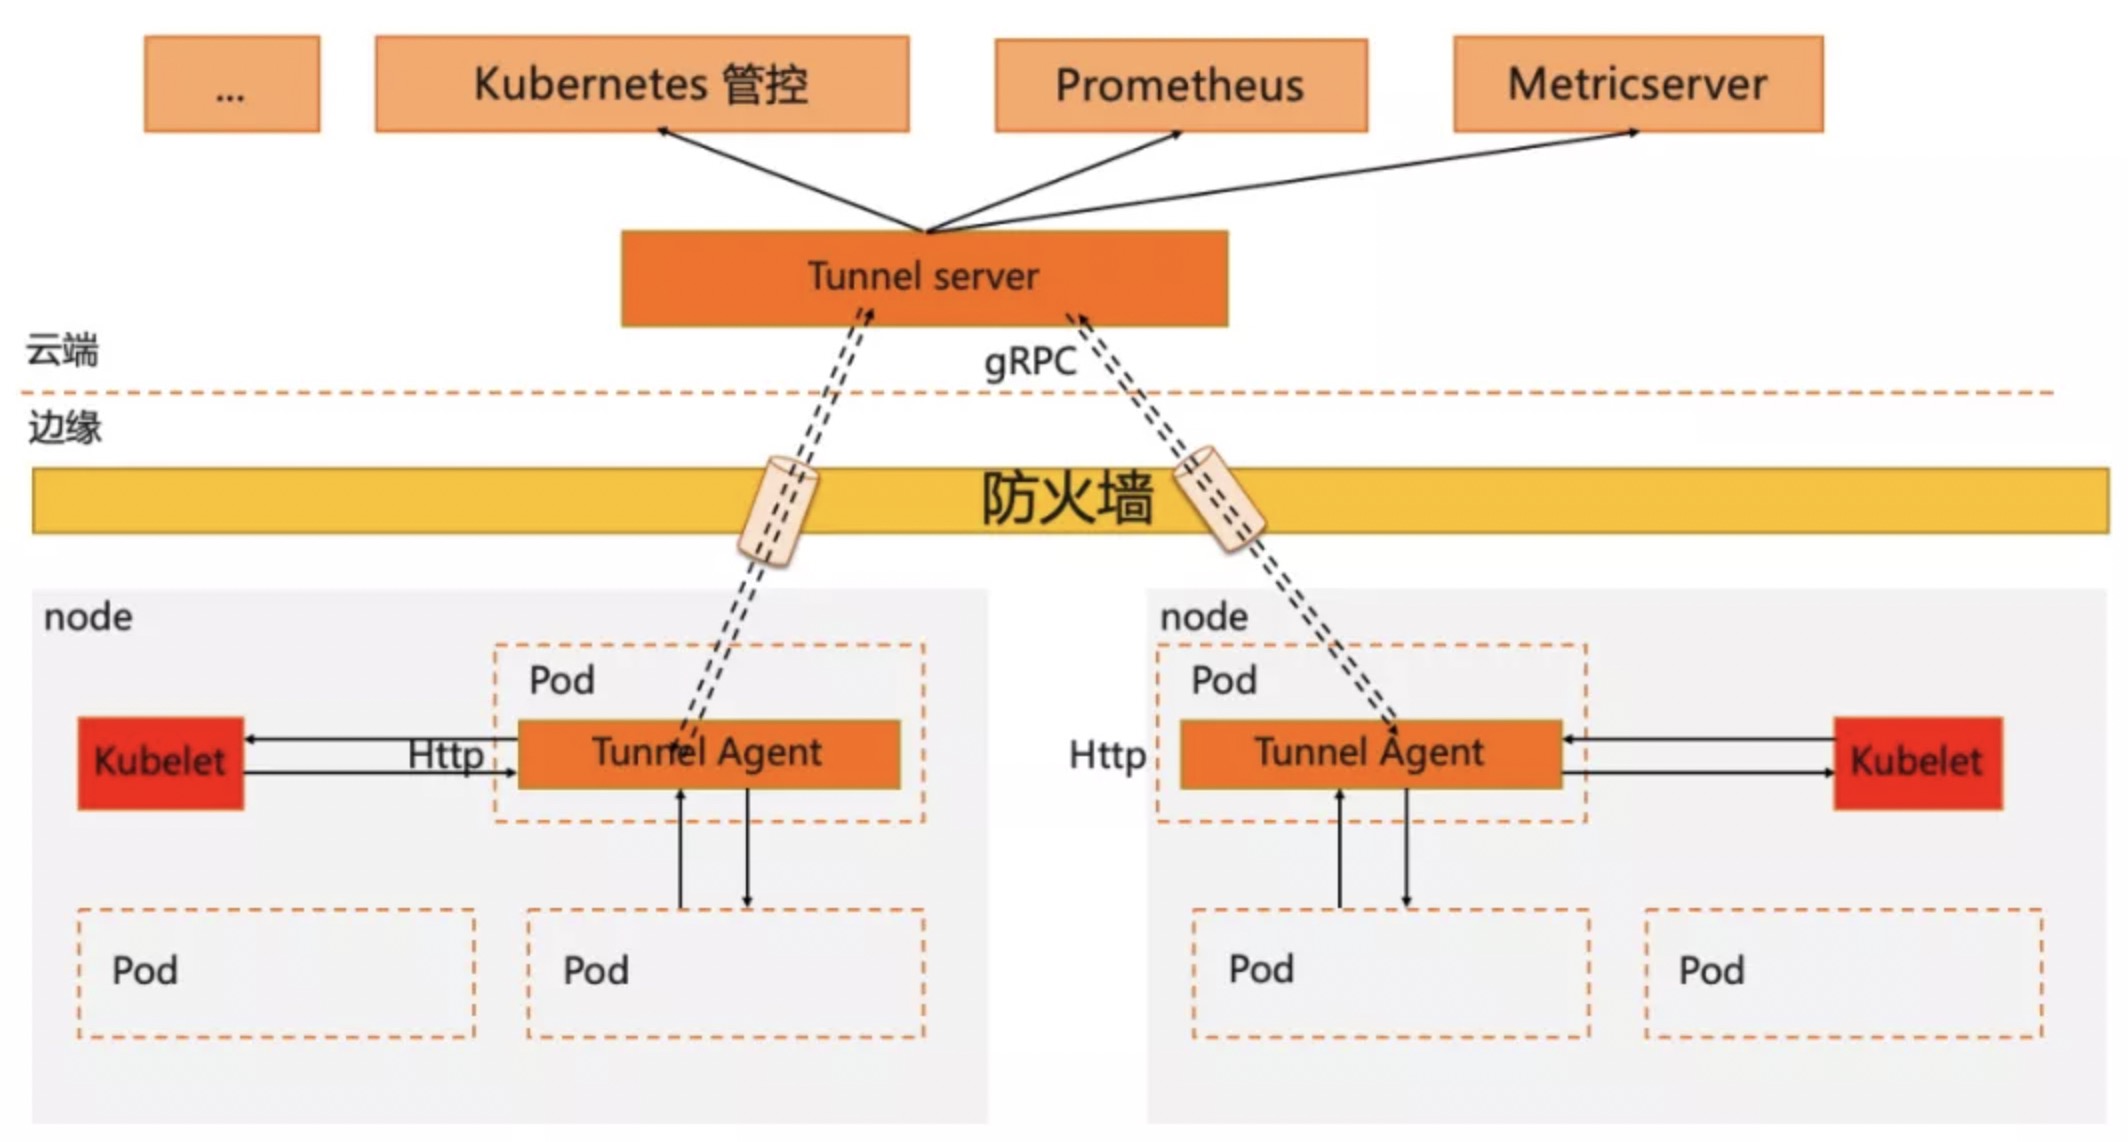 ...
Kubernetes 管控
Prometheus
Metricserver
Tunnel server
云端
gRPC
边缘
防火墙
node
Pod
Kubelet
Http
Tunnel Agent
Pod
Pod
node
Pod
Http
Tunnel Agent
Kubelet
Pod
Pod